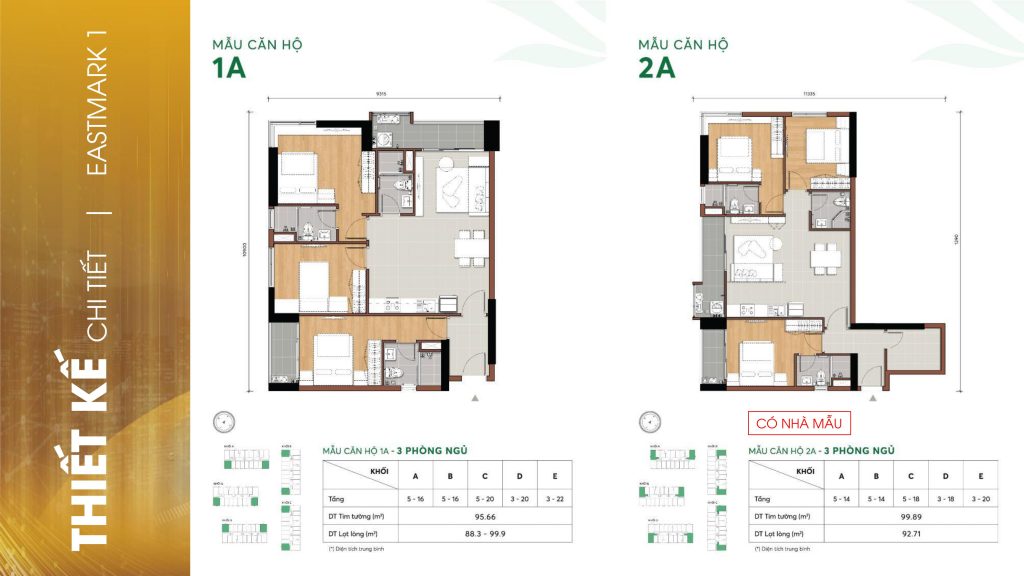 THIẾT KẾ CHI TIẾT | EASTMARK 1
MẪU CĂN HỘ
1A
9315
10900
MẪU CĂN HỘ 1A - 3 PHÒNG NGỦ
KHỐI A B C D E
Tầng 5 - 16 5 - 16 5 - 20 3 - 20 3 - 22
DT Tim tường (m²) 95.66
DT Lọt lòng (m²) 88.3 - 99.9
(*) Diện tích trung bình
KHỐI A
KHỐI B
MẪU CĂN HỘ
2A
11335
CÓ NHÀ MẪU
MẪU CĂN HỘ 2A - 3 PHÒNG NGỦ
KHỐI A B C D E
Tầng 5 - 14 5 - 14 5 - 18 3 - 18 3 - 20
DT Tim tường (m²) 99.89
DT Lọt lòng (m²) 92.71
(*) Diện tích trung bình